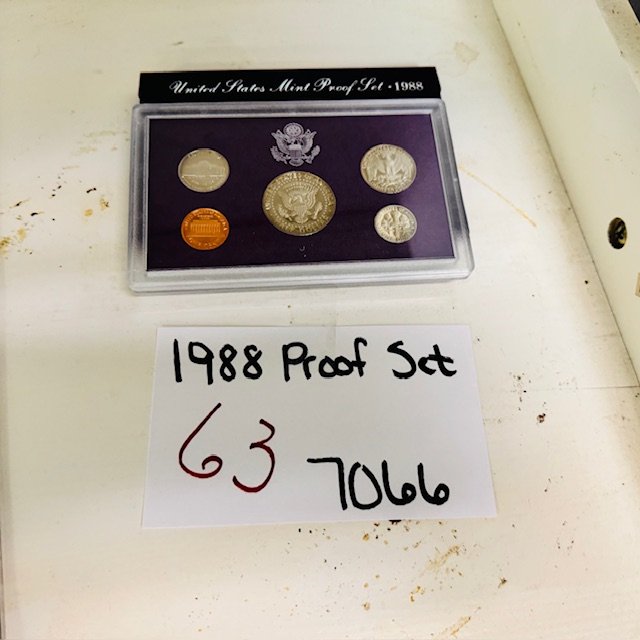 United States Mint Proof Set • 1988
1988 Proof Set
63
7066